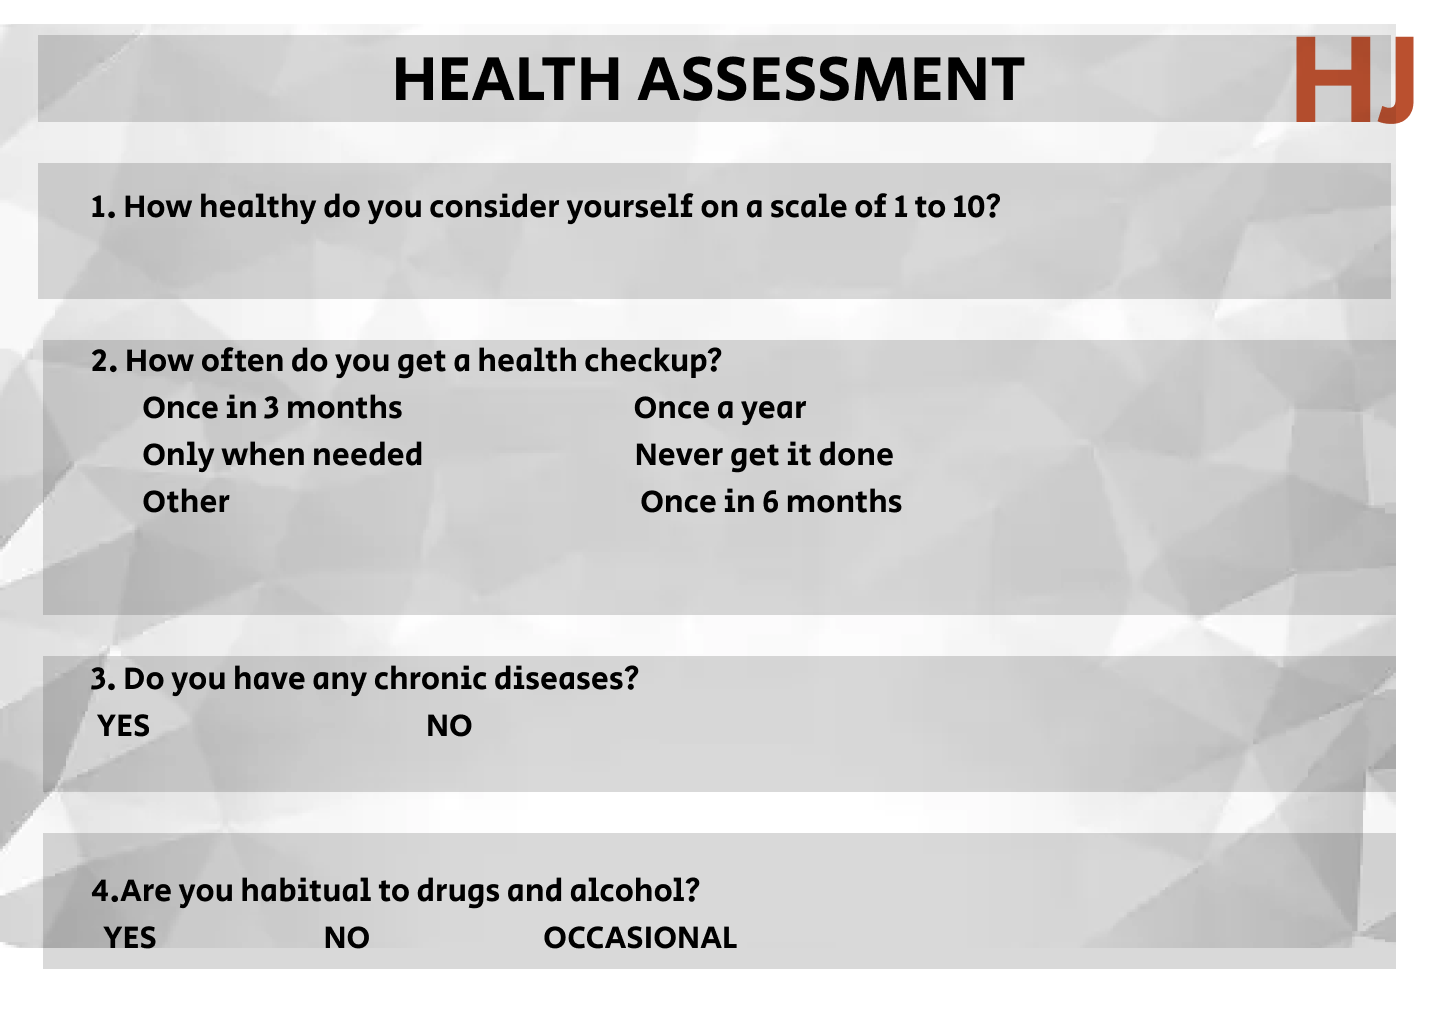 HEALTH ASSESSMENT
HJ
1. How healthy do you consider yourself on a scale of 1 to 10?
2. How often do you get a health checkup?
Once in 3 months Once a year
Only when needed Never get it done
Other Once in 6 months
3. Do you have any chronic diseases?
YES NO
4.Are you habitual to drugs and alcohol?
YES NO OCCASIONAL